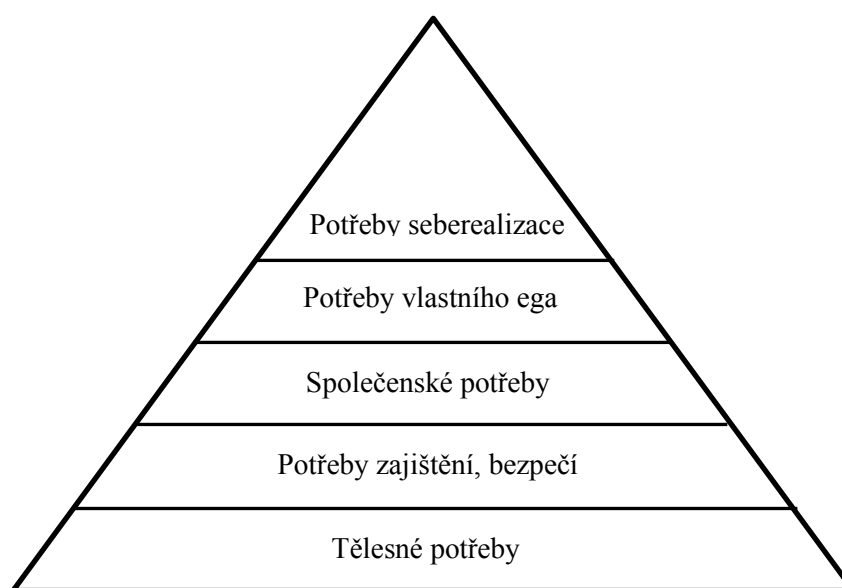 Potřeby seberealizace
Potřeby vlastního ega
Společenské potřeby
Potřeby zajištění, bezpečí
Tělesné potřeby